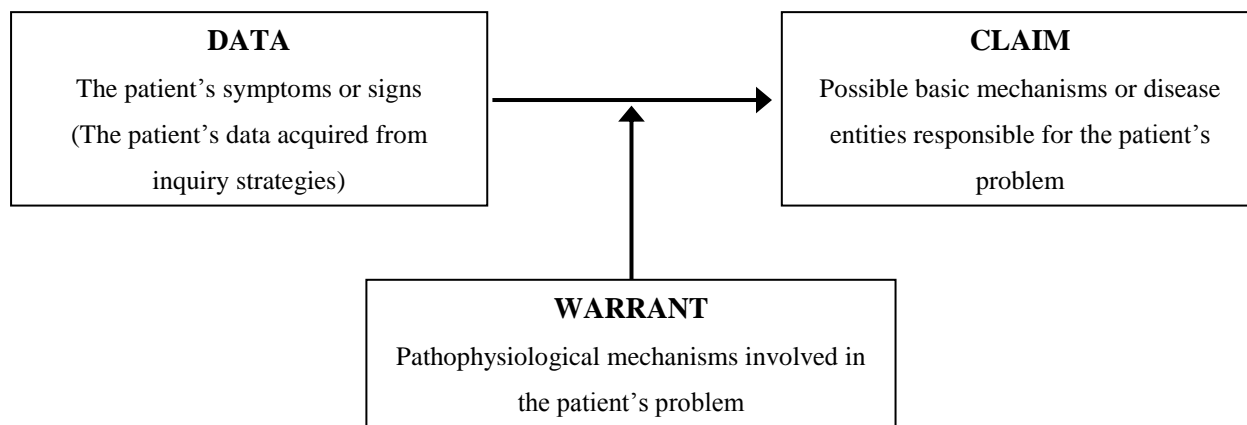 DATA
The patient’s symptoms or signs
(The patient’s data acquired from
inquiry strategies)
CLAIM
Possible basic mechanisms or disease
entities responsible for the patient’s
problem
WARRANT
Pathophysiological mechanisms involved in
the patient’s problem